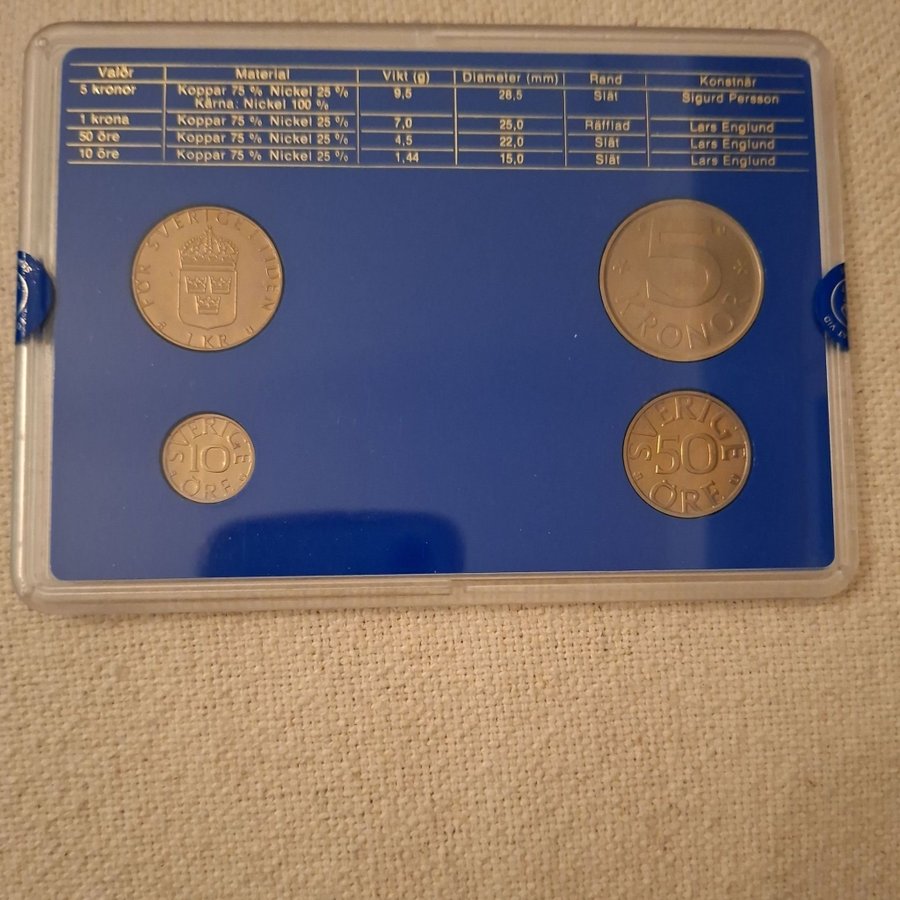 Valör Material Vikt (g) Diameter (mm) Rand Konstnär
5 kronor Koppar 75 % Nickel 25 % 9,5 28,5 Slät Sigurd Persson
Kärna: Nickel 100 %
1 krona Koppar 75 % Nickel 25 % 7,0 25,0 Räfflad Lars Englund
50 öre Koppar 75 % Nickel 25 % 4,5 22,0 Slät Lars Englund
10 öre Koppar 75 % Nickel 25 % 1,44 15,0 Slät Lars Englund
FÖR SVERIGE I TIDEN
1 KR U
5
KRONOR
SVERIGE
10
ÖRE
SVERIGE
50
ÖRE